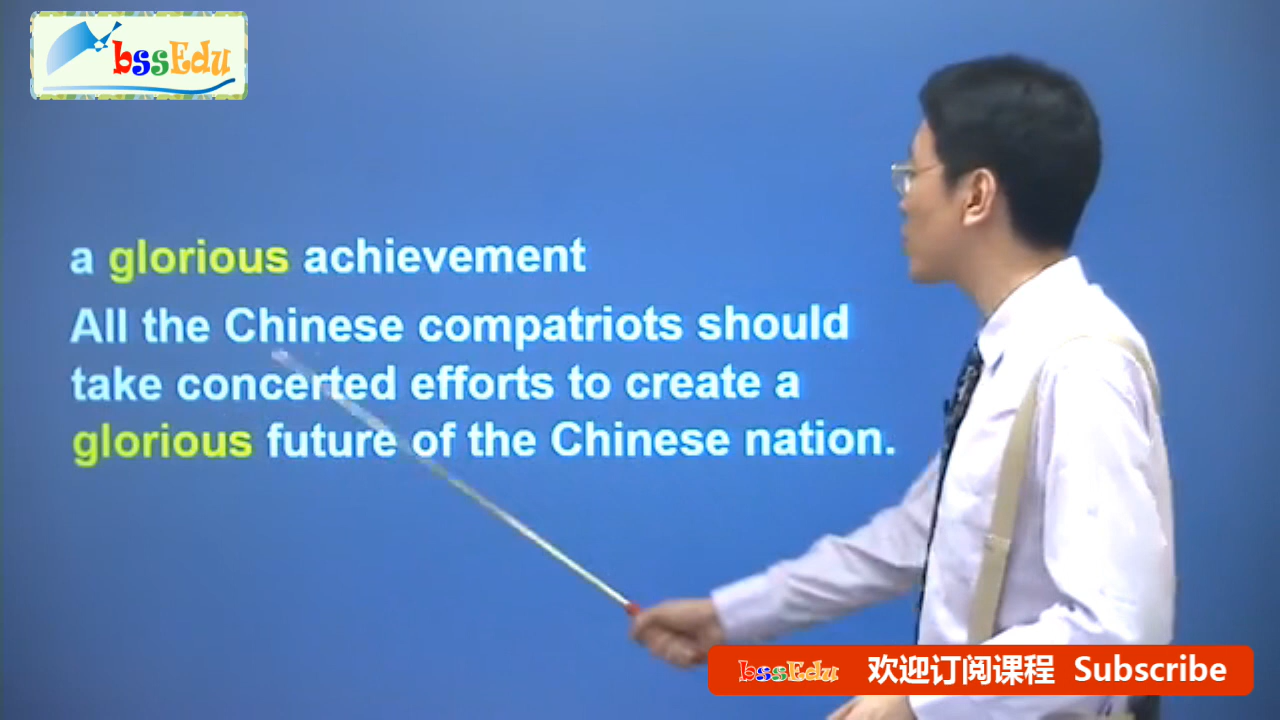 bssEdu
a glorious achievement
All the Chinese compatriots should
take concerted efforts to create a
glorious future of the Chinese nation.
bssEdu 欢迎订阅课程 Subscribe